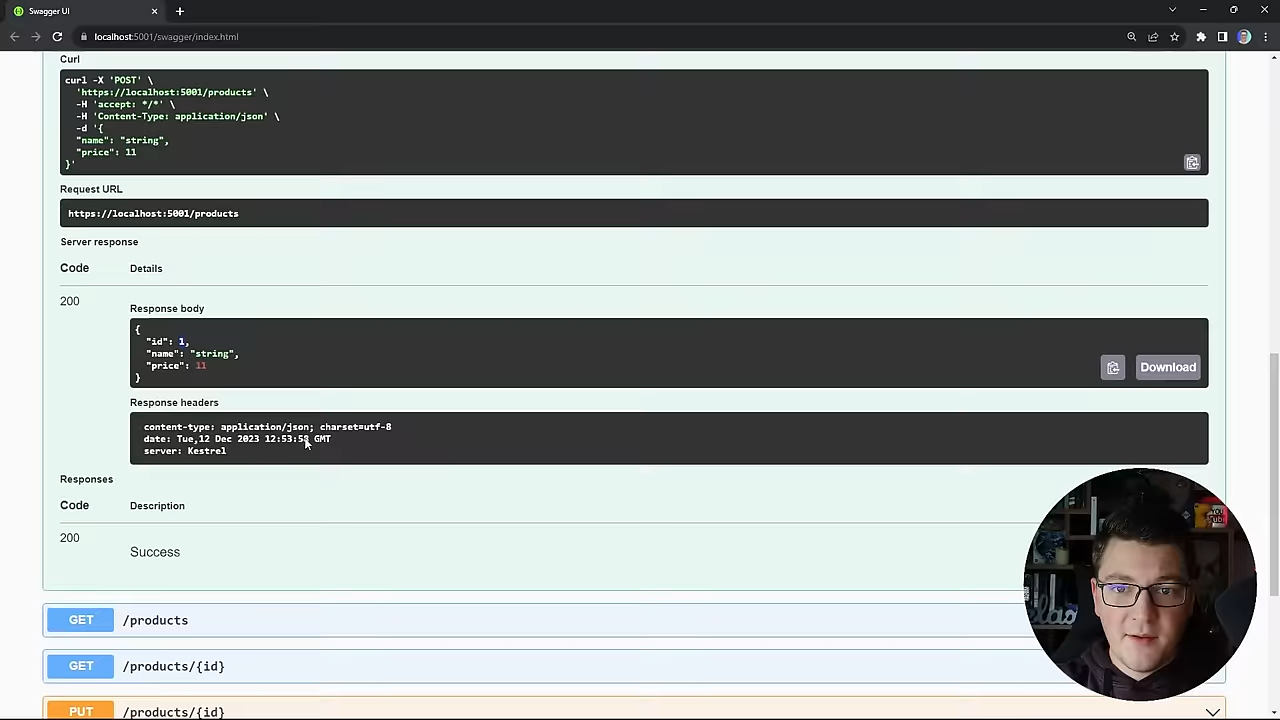 Swagger UI
localhost:5001/swagger/index.html
Curl
curl -X 'POST' \
'https://localhost:5001/products' \
-H 'accept: */*' \
-H 'Content-Type: application/json' \
-d '{
"name": "string",
"price": 11
}'
Request URL
https://localhost:5001/products
Server response
Code Details
200
Response body
{
"id": 1,
"name": "string",
"price": 11
}
Download
Response headers
content-type: application/json; charset=utf-8
date: Tue,12 Dec 2023 12:53:58 GMT
server: Kestrel
Responses
Code Description
200
Success
GET /products
GET /products/{id}
PUT /products/{id}